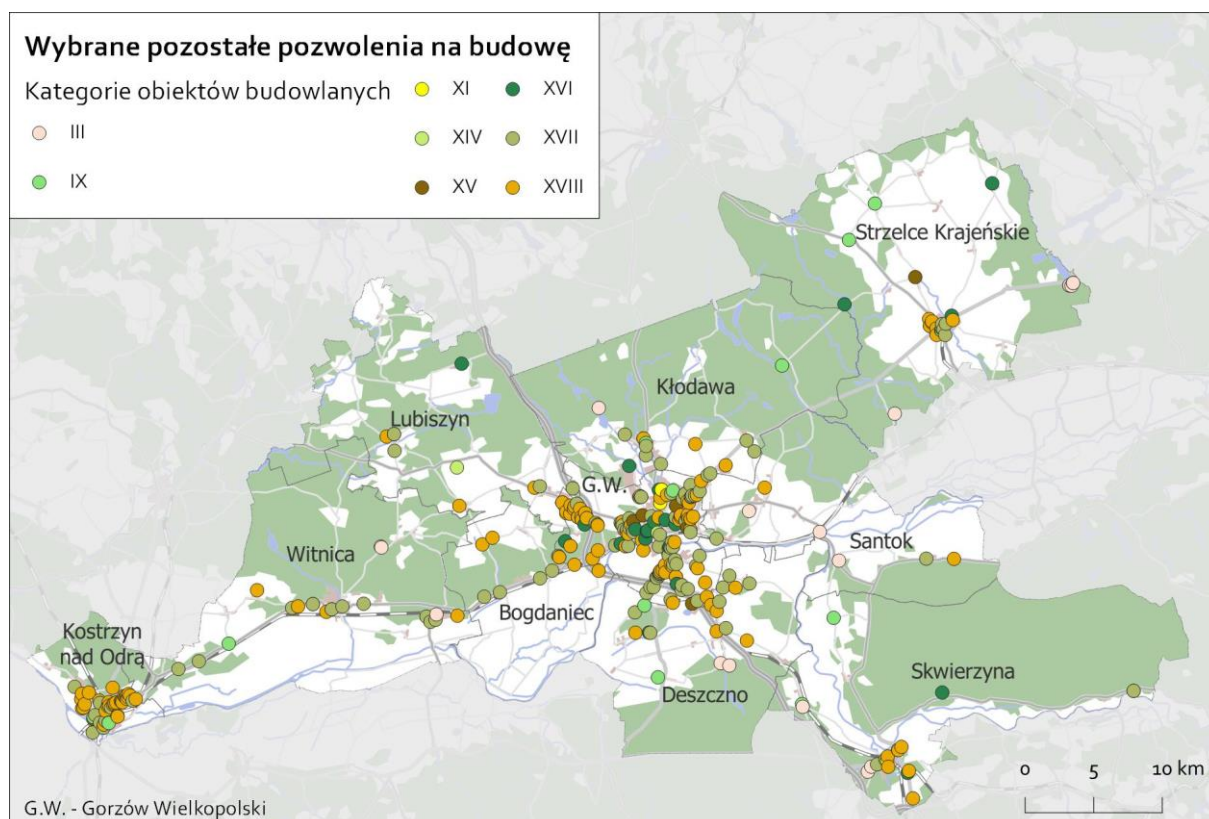 Wybrane pozostałe pozwolenia na budowę
Kategorie obiektów budowlanych
III
IX
XI
XIV
XV
XVI
XVII
XVIII
Strzelce Krajeńskie
Kłodawa
Lubiszyn
G.W.
Witnica
Santok
Bogdaniec
Kostrzyn
nad Odrą
Skwierzyna
Deszczno
0 5 10 km
G.W. - Gorzów Wielkopolski